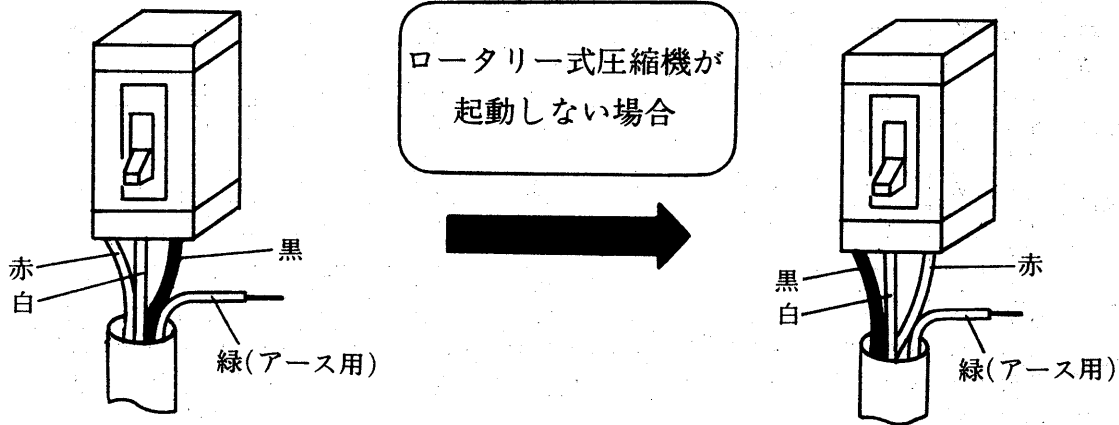 ロータリー式圧縮機が
起動しない場合
赤
白
黒
緑(アース用)
黒
白
赤
緑(アース用)